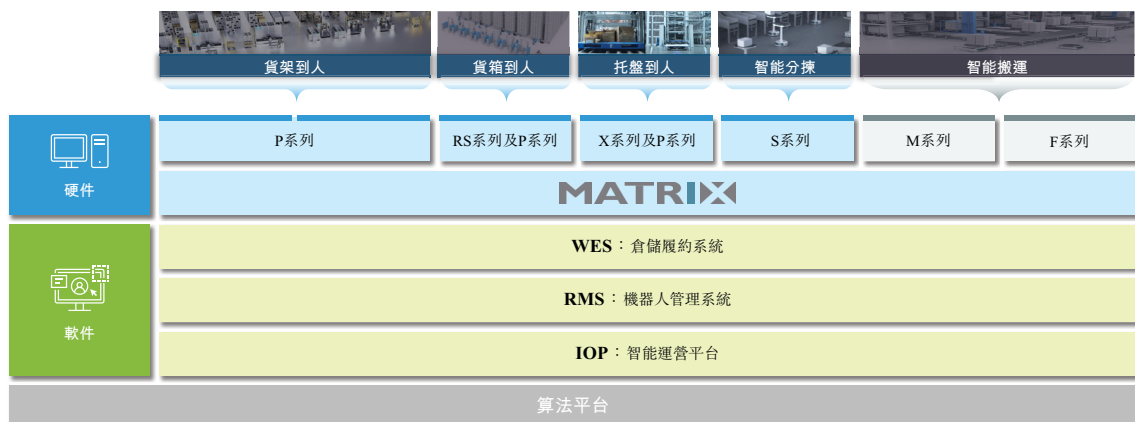 貨架到人
貨箱到人
托盤到人
智能分揀
智能搬運
P系列
RS系列及P系列
X系列及P系列
S系列
M系列
F系列
硬件
MATRIX
WES：倉儲履約系統
RMS：機器人管理系統
軟件
IOP：智能運營平台
算法平台